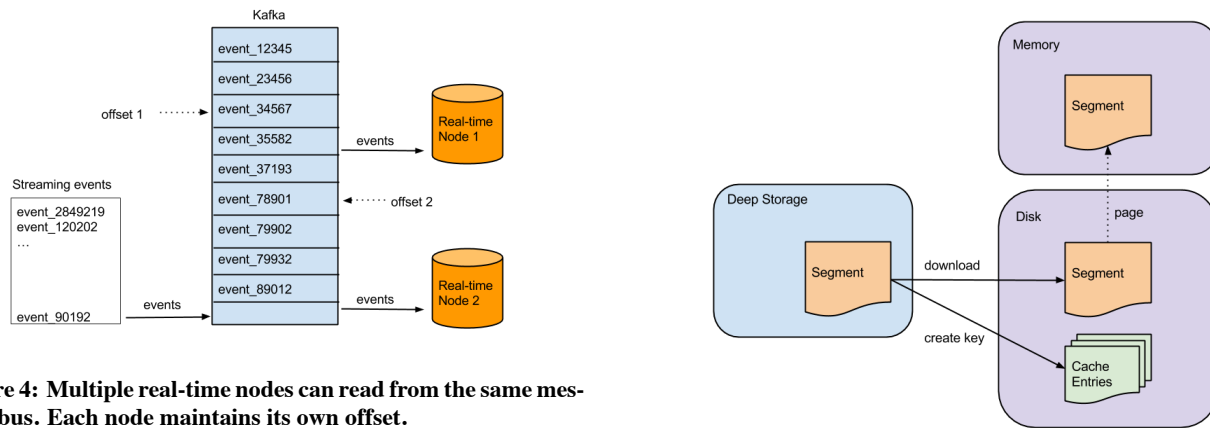 Kafka
event_12345
event_23456
offset 1
event_34567
event_35582
events
Real-time
Node 1
event_37193
Streaming events
event_2849219
event_120202
...
event_90192
event_78901
offset 2
event_79902
event_79932
event_89012
events
events
Real-time
Node 2
re 4: Multiple real-time nodes can read from the same mes-
bus. Each node maintains its own offset.
Memory
Segment
Deep Storage
Segment
Disk
page
download
Segment
create key
Cache
Entries